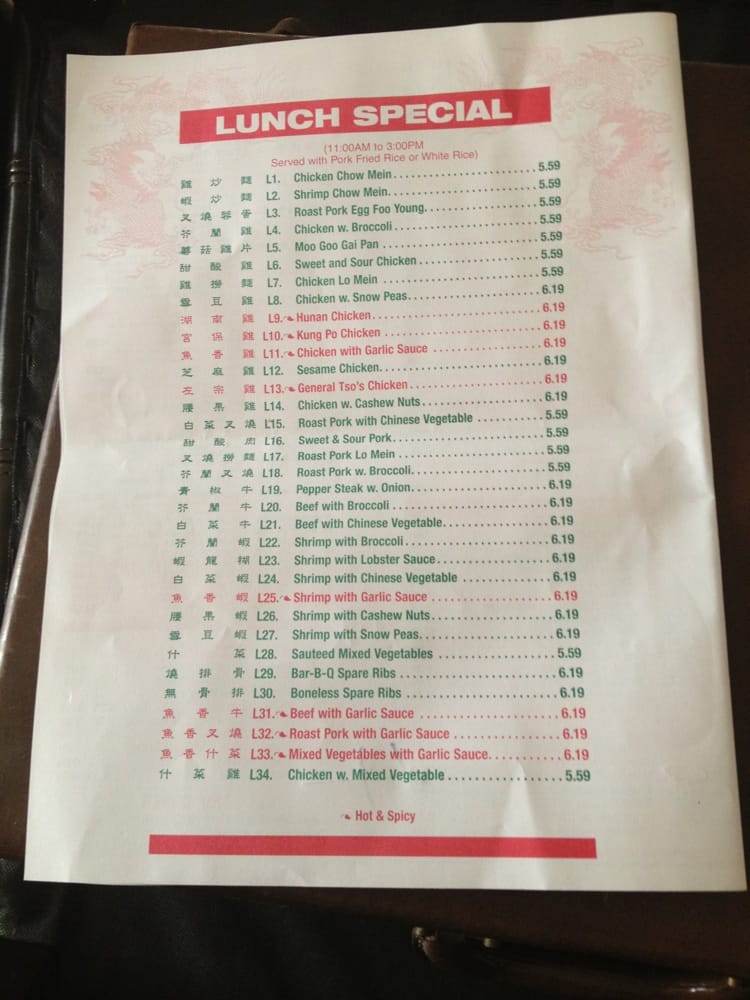 LUNCH SPECIAL
(11:00AM to 3:00PM
Served with Pork Fried Rice or White Rice)
雞炒麵 L1. Chicken Chow Mein 5.59
蝦炒麵 L2. Shrimp Chow Mein 5.59
叉燒蓉蛋 L3. Roast Pork Egg Foo Young 5.59
芥蘭雞 L4. Chicken w. Broccoli 5.59
蘑菇雞片 L5. Moo Goo Gai Pan 5.59
甜酸雞 L6. Sweet and Sour Chicken 5.59
雞撈麵 L7. Chicken Lo Mein 5.59
雪豆雞 L8. Chicken w. Snow Peas 6.19
湖南雞 L9. Hunan Chicken 6.19
宮保雞 L10. Kung Po Chicken 6.19
魚香雞 L11. Chicken with Garlic Sauce 6.19
芝麻雞 L12. Sesame Chicken 6.19
左宗雞 L13. General Tso's Chicken 6.19
腰果雞 L14. Chicken w. Cashew Nuts 6.19
白菜叉燒 L15. Roast Pork with Chinese Vegetable 5.59
甜酸肉 L16. Sweet & Sour Pork 5.59
叉燒撈麵 L17. Roast Pork Lo Mein 5.59
芥蘭叉燒 L18. Roast Pork w. Broccoli 5.59
青椒牛 L19. Pepper Steak w. Onion 6.19
芥蘭牛 L20. Beef with Broccoli 6.19
白菜牛 L21. Beef with Chinese Vegetable 6.19
芥蘭蝦 L22. Shrimp with Broccoli 6.19
蝦龍糊 L23. Shrimp with Lobster Sauce 6.19
白菜蝦 L24. Shrimp with Chinese Vegetable 6.19
魚香蝦 L25. Shrimp with Garlic Sauce 6.19
腰果蝦 L26. Shrimp with Cashew Nuts 6.19
雪豆蝦 L27. Shrimp with Snow Peas 6.19
什菜 L28. Sauteed Mixed Vegetables 5.59
燒排骨 L29. Bar-B-Q Spare Ribs 6.19
無骨排 L30. Boneless Spare Ribs 6.19
魚香牛 L31. Beef with Garlic Sauce 6.19
魚香叉燒 L32. Roast Pork with Garlic Sauce 6.19
魚香什菜 L33. Mixed Vegetables with Garlic Sauce 6.19
什菜雞 L34. Chicken w. Mixed Vegetable 5.59
Hot & Spicy